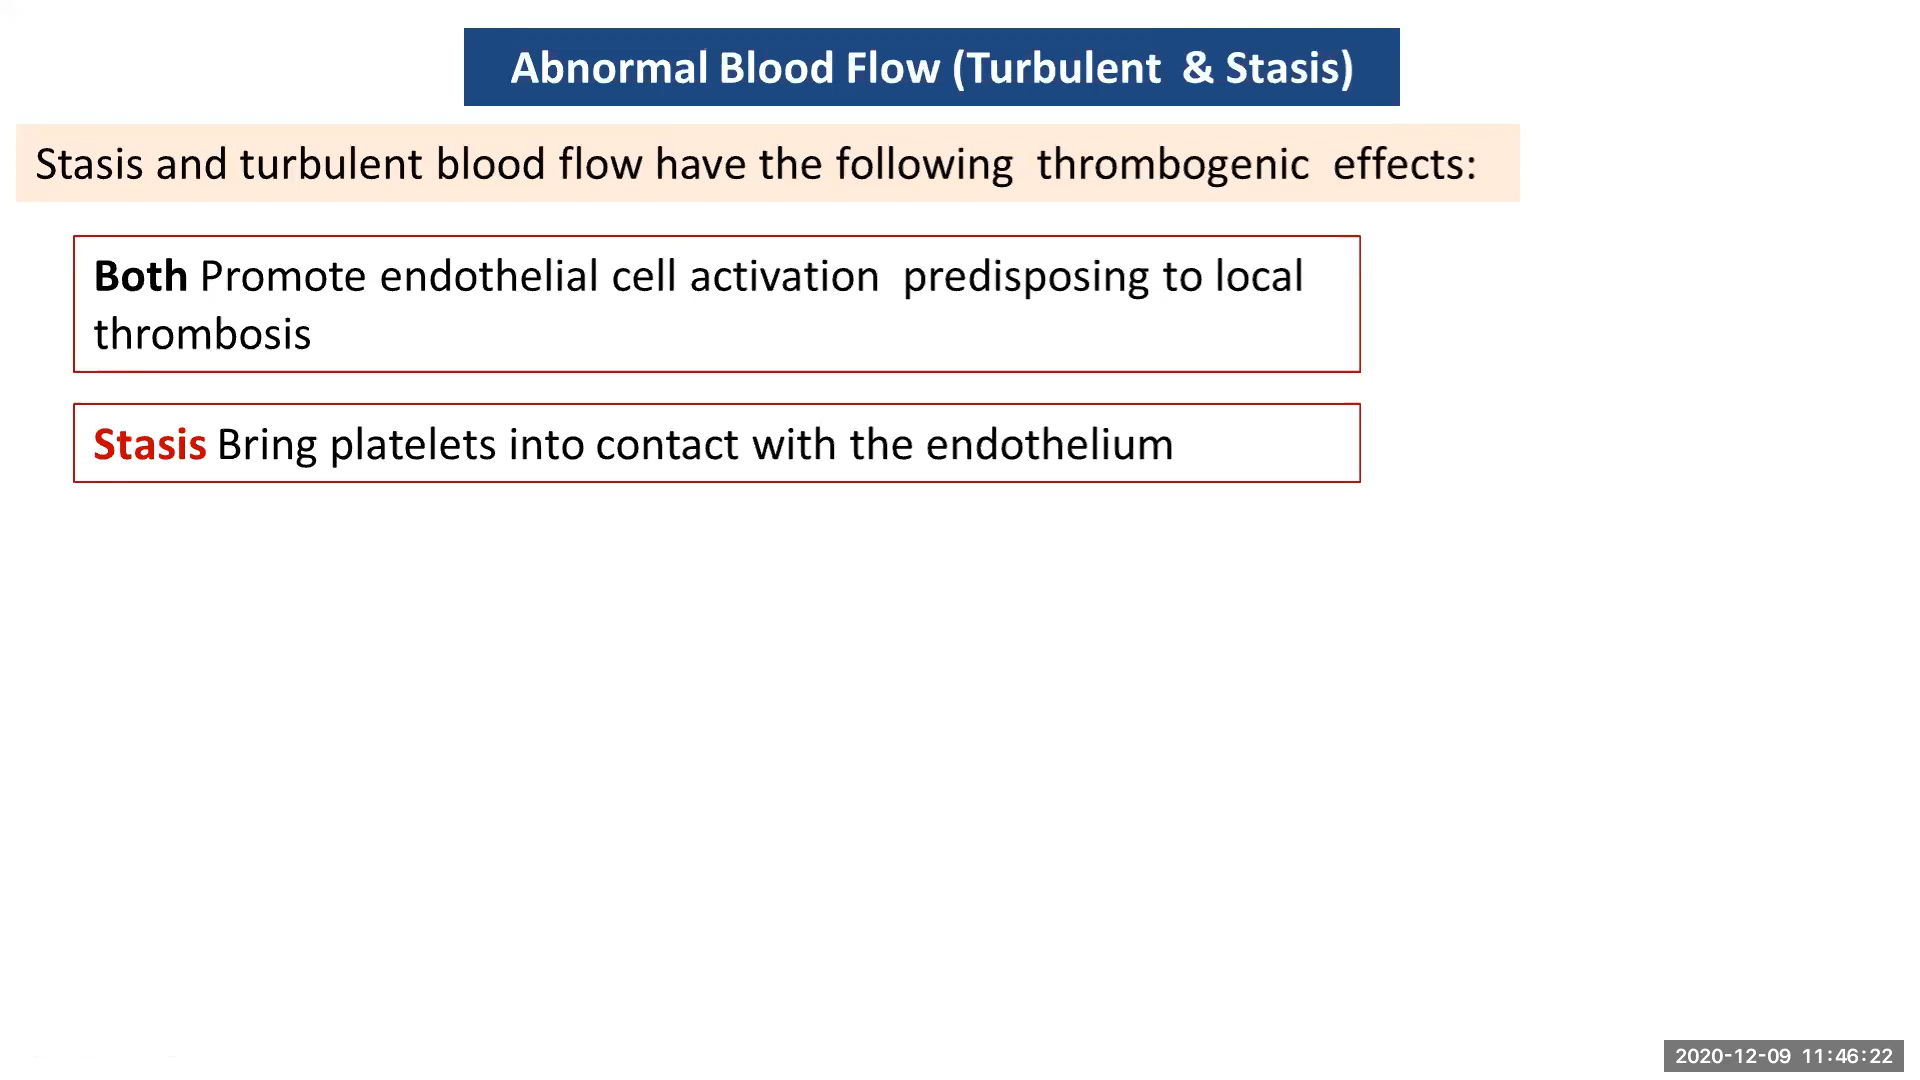 Abnormal Blood Flow (Turbulent & Stasis)
Stasis and turbulent blood flow have the following thrombogenic effects:
Both Promote endothelial cell activation predisposing to local
thrombosis
Stasis Bring platelets into contact with the endothelium
2020-12-09 11:46:22